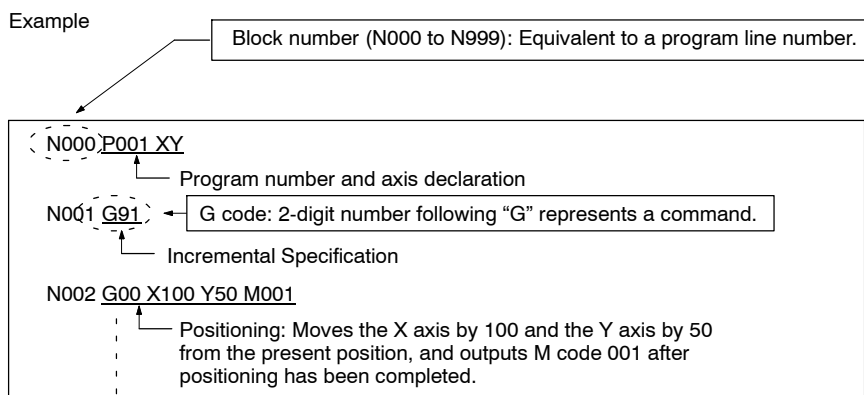 Example
Block number (N000 to N999): Equivalent to a program line number.
N000 P001 XY
Program number and axis declaration
N001 G91
G code: 2-digit number following “G” represents a command.
Incremental Specification
N002 G00 X100 Y50 M001
Positioning: Moves the X axis by 100 and the Y axis by 50
from the present position, and outputs M code 001 after
positioning has been completed.